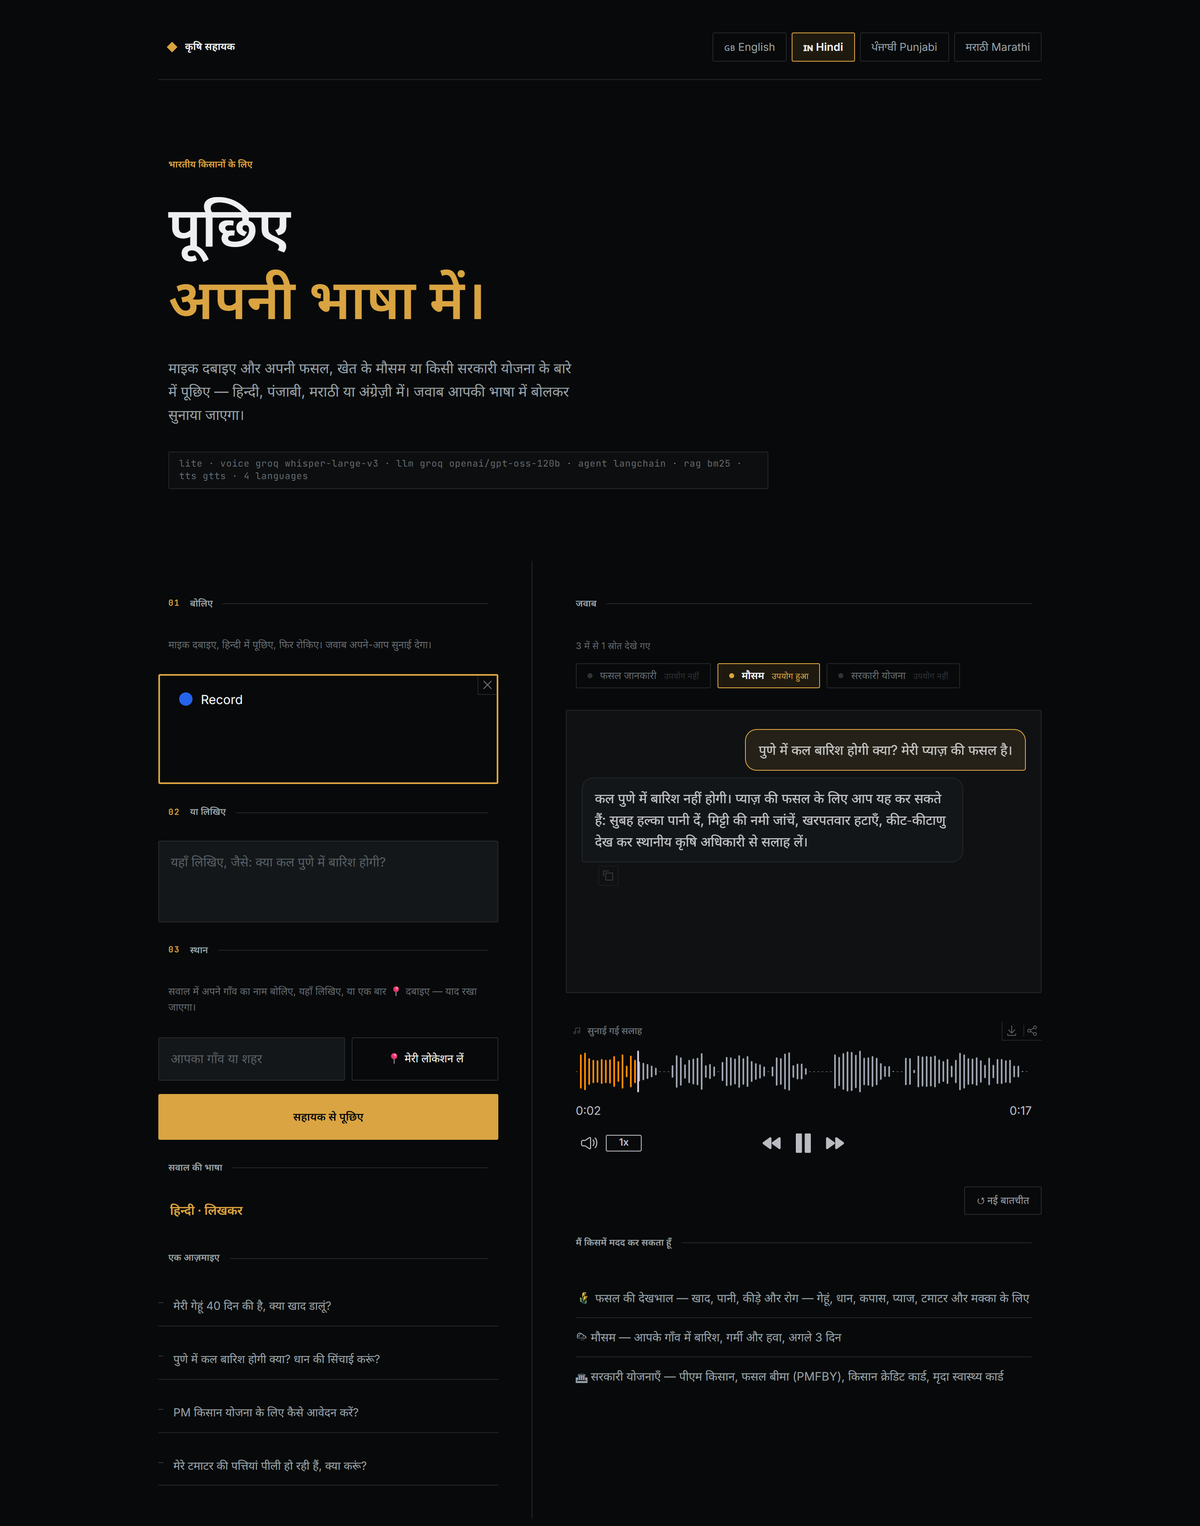 कृषि सहायक
GB English
IN Hindi
ਪੰਜਾਬੀ Punjabi
मराठी Marathi
भारतीय किसानों के लिए
पूछिए
अपनी भाषा में।
माइक दबाइए और अपनी फसल, खेत के मौसम या किसी सरकारी योजना के बारे
में पूछिए — हिन्दी, पंजाबी, मराठी या अंग्रेज़ी में। जवाब आपकी भाषा में बोलकर
सुनाया जाएगा।
lite · voice groq whisper-large-v3 · llm groq openai/gpt-oss-120b · agent langchain · rag bm25 ·
tts gtts · 4 languages
01 बोलिए
माइक दबाइए, हिन्दी में पूछिए, फिर रोकिए। जवाब अपने-आप सुनाई देगा।
Record
02 या लिखिए
यहाँ लिखिए, जैसे: क्या कल पुणे में बारिश होगी?
03 स्थान
सवाल में अपने गाँव का नाम बोलिए, यहाँ लिखिए, या एक बार 📍 दबाइए — याद रखा
जाएगा।
आपका गाँव या शहर
📍 मेरी लोकेशन लें
सहायक से पूछिए
सवाल की भाषा
हिन्दी · लिखकर
एक आज़माइए
मेरी गेहूं 40 दिन की है, क्या खाद डालूं?
पुणे में कल बारिश होगी क्या? धान की सिंचाई करूं?
PM किसान योजना के लिए कैसे आवेदन करें?
मेरे टमाटर की पत्तियां पीली हो रही हैं, क्या करूं?
जवाब
3 में से 1 स्रोत देखे गए
फसल जानकारी उपयोग नहीं
मौसम उपयोग हुआ
सरकारी योजना उपयोग नहीं
पुणे में कल बारिश होगी क्या? मेरी प्याज़ की फसल है।
कल पुणे में बारिश नहीं होगी। प्याज़ की फसल के लिए आप यह कर सकते
हैं: सुबह हल्का पानी दें, मिट्टी की नमी जांचें, खरपतवार हटाएँ, कीट-कीटाणु
देख कर स्थानीय कृषि अधिकारी से सलाह लें।
सुनाई गई सलाह
0:02
0:17
1x
↺ नई बातचीत
मैं किसमें मदद कर सकता हूँ
🌾 फसल की देखभाल — खाद, पानी, कीड़े और रोग — गेहूं, धान, कपास, प्याज, टमाटर और मक्का के लिए
🌦 मौसम — आपके गाँव में बारिश, गर्मी और हवा, अगले 3 दिन
🏛 सरकारी योजनाएँ — पीएम किसान, फसल बीमा (PMFBY), किसान क्रेडिट कार्ड, मृदा स्वास्थ्य कार्ड